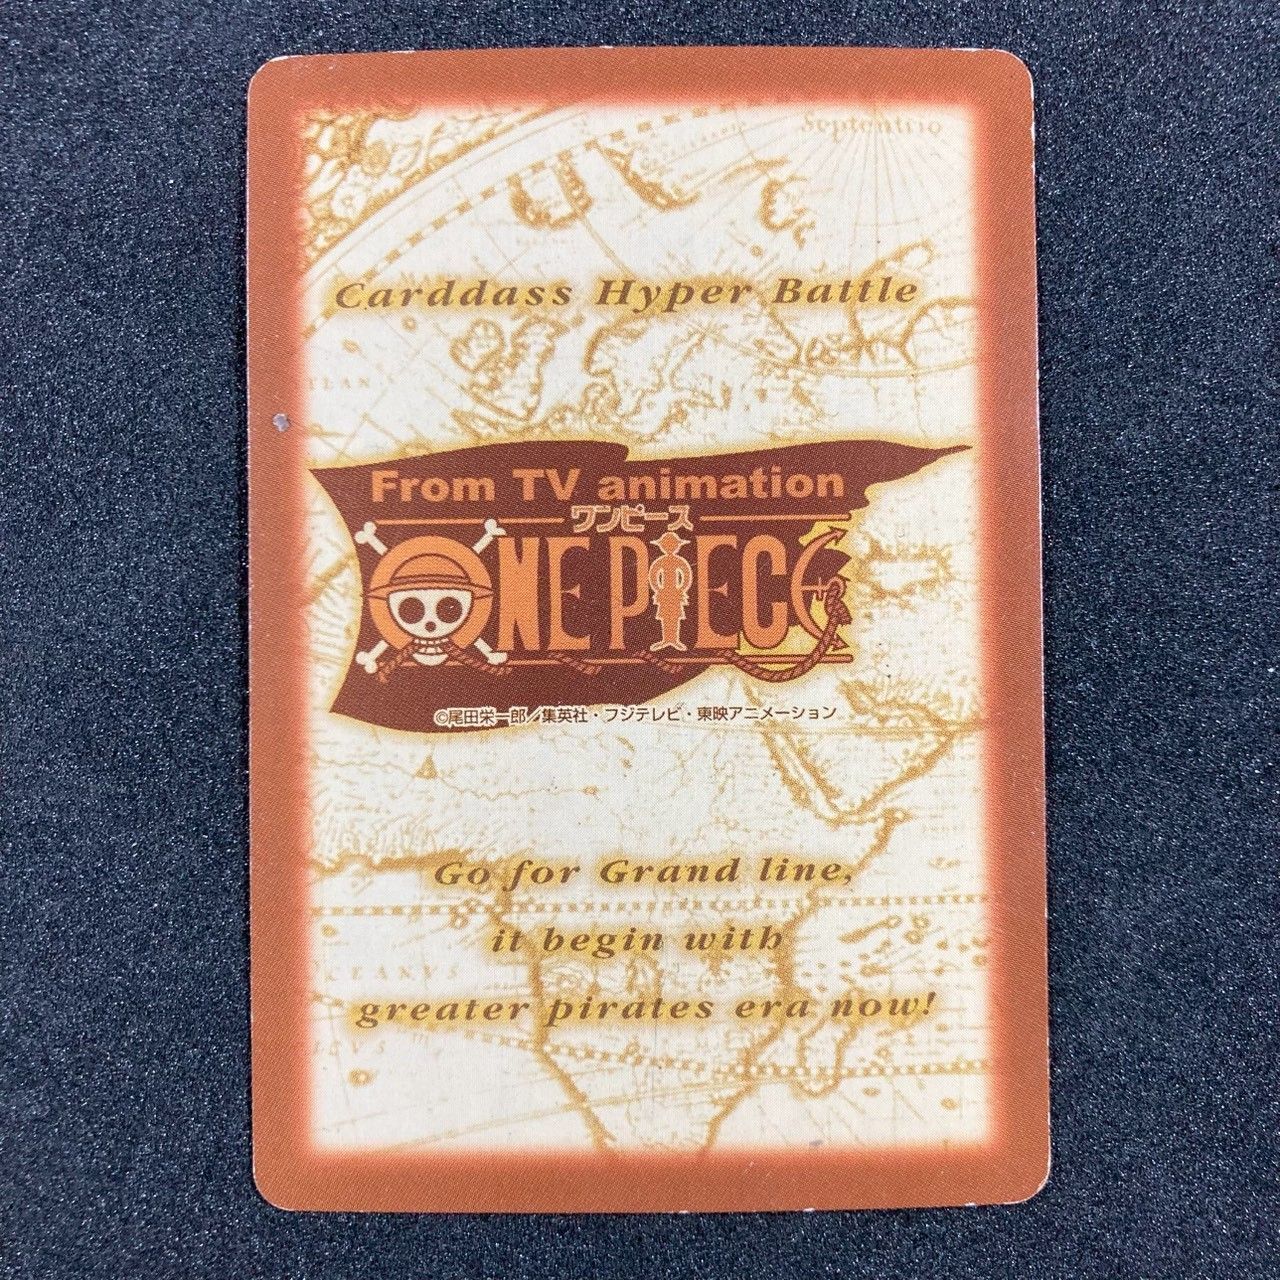 Septentrio
Carddass Hyper Battle
From TV animation
ワンピース
ONE PIECE
©尾田栄一郎/集英社・フジテレビ・東映アニメーション
Go for Grand line,
it begin with
greater pirates era now!